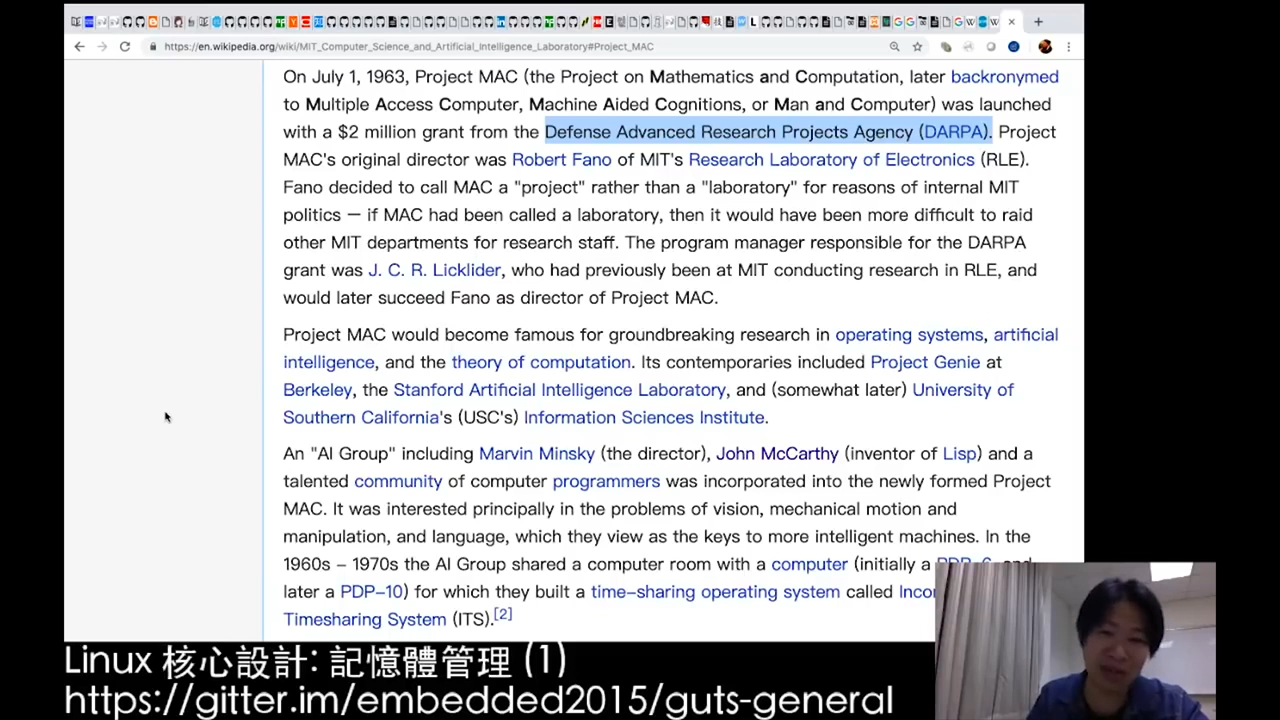 https://en.wikipedia.org/wiki/MIT_Computer_Science_and_Artificial_Intelligence_Laboratory#Project_MAC
On July 1, 1963, Project MAC (the Project on Mathematics and Computation, later backronymed
to Multiple Access Computer, Machine Aided Cognitions, or Man and Computer) was launched
with a $2 million grant from the Defense Advanced Research Projects Agency (DARPA). Project
MAC's original director was Robert Fano of MIT's Research Laboratory of Electronics (RLE).
Fano decided to call MAC a "project" rather than a "laboratory" for reasons of internal MIT
politics – if MAC had been called a laboratory, then it would have been more difficult to raid
other MIT departments for research staff. The program manager responsible for the DARPA
grant was J. C. R. Licklider, who had previously been at MIT conducting research in RLE, and
would later succeed Fano as director of Project MAC.
Project MAC would become famous for groundbreaking research in operating systems, artificial
intelligence, and the theory of computation. Its contemporaries included Project Genie at
Berkeley, the Stanford Artificial Intelligence Laboratory, and (somewhat later) University of
Southern California's (USC's) Information Sciences Institute.
An "AI Group" including Marvin Minsky (the director), John McCarthy (inventor of Lisp) and a
talented community of computer programmers was incorporated into the newly formed Project
MAC. It was interested principally in the problems of vision, mechanical motion and
manipulation, and language, which they view as the keys to more intelligent machines. In the
1960s – 1970s the AI Group shared a computer room with a computer (initially a PDP-6, and
later a PDP-10) for which they built a time-sharing operating system called Incor
Timesharing System (ITS).[2]
Linux 核心設計: 記憶體管理 (1)
https://gitter.im/embedded2015/guts-general